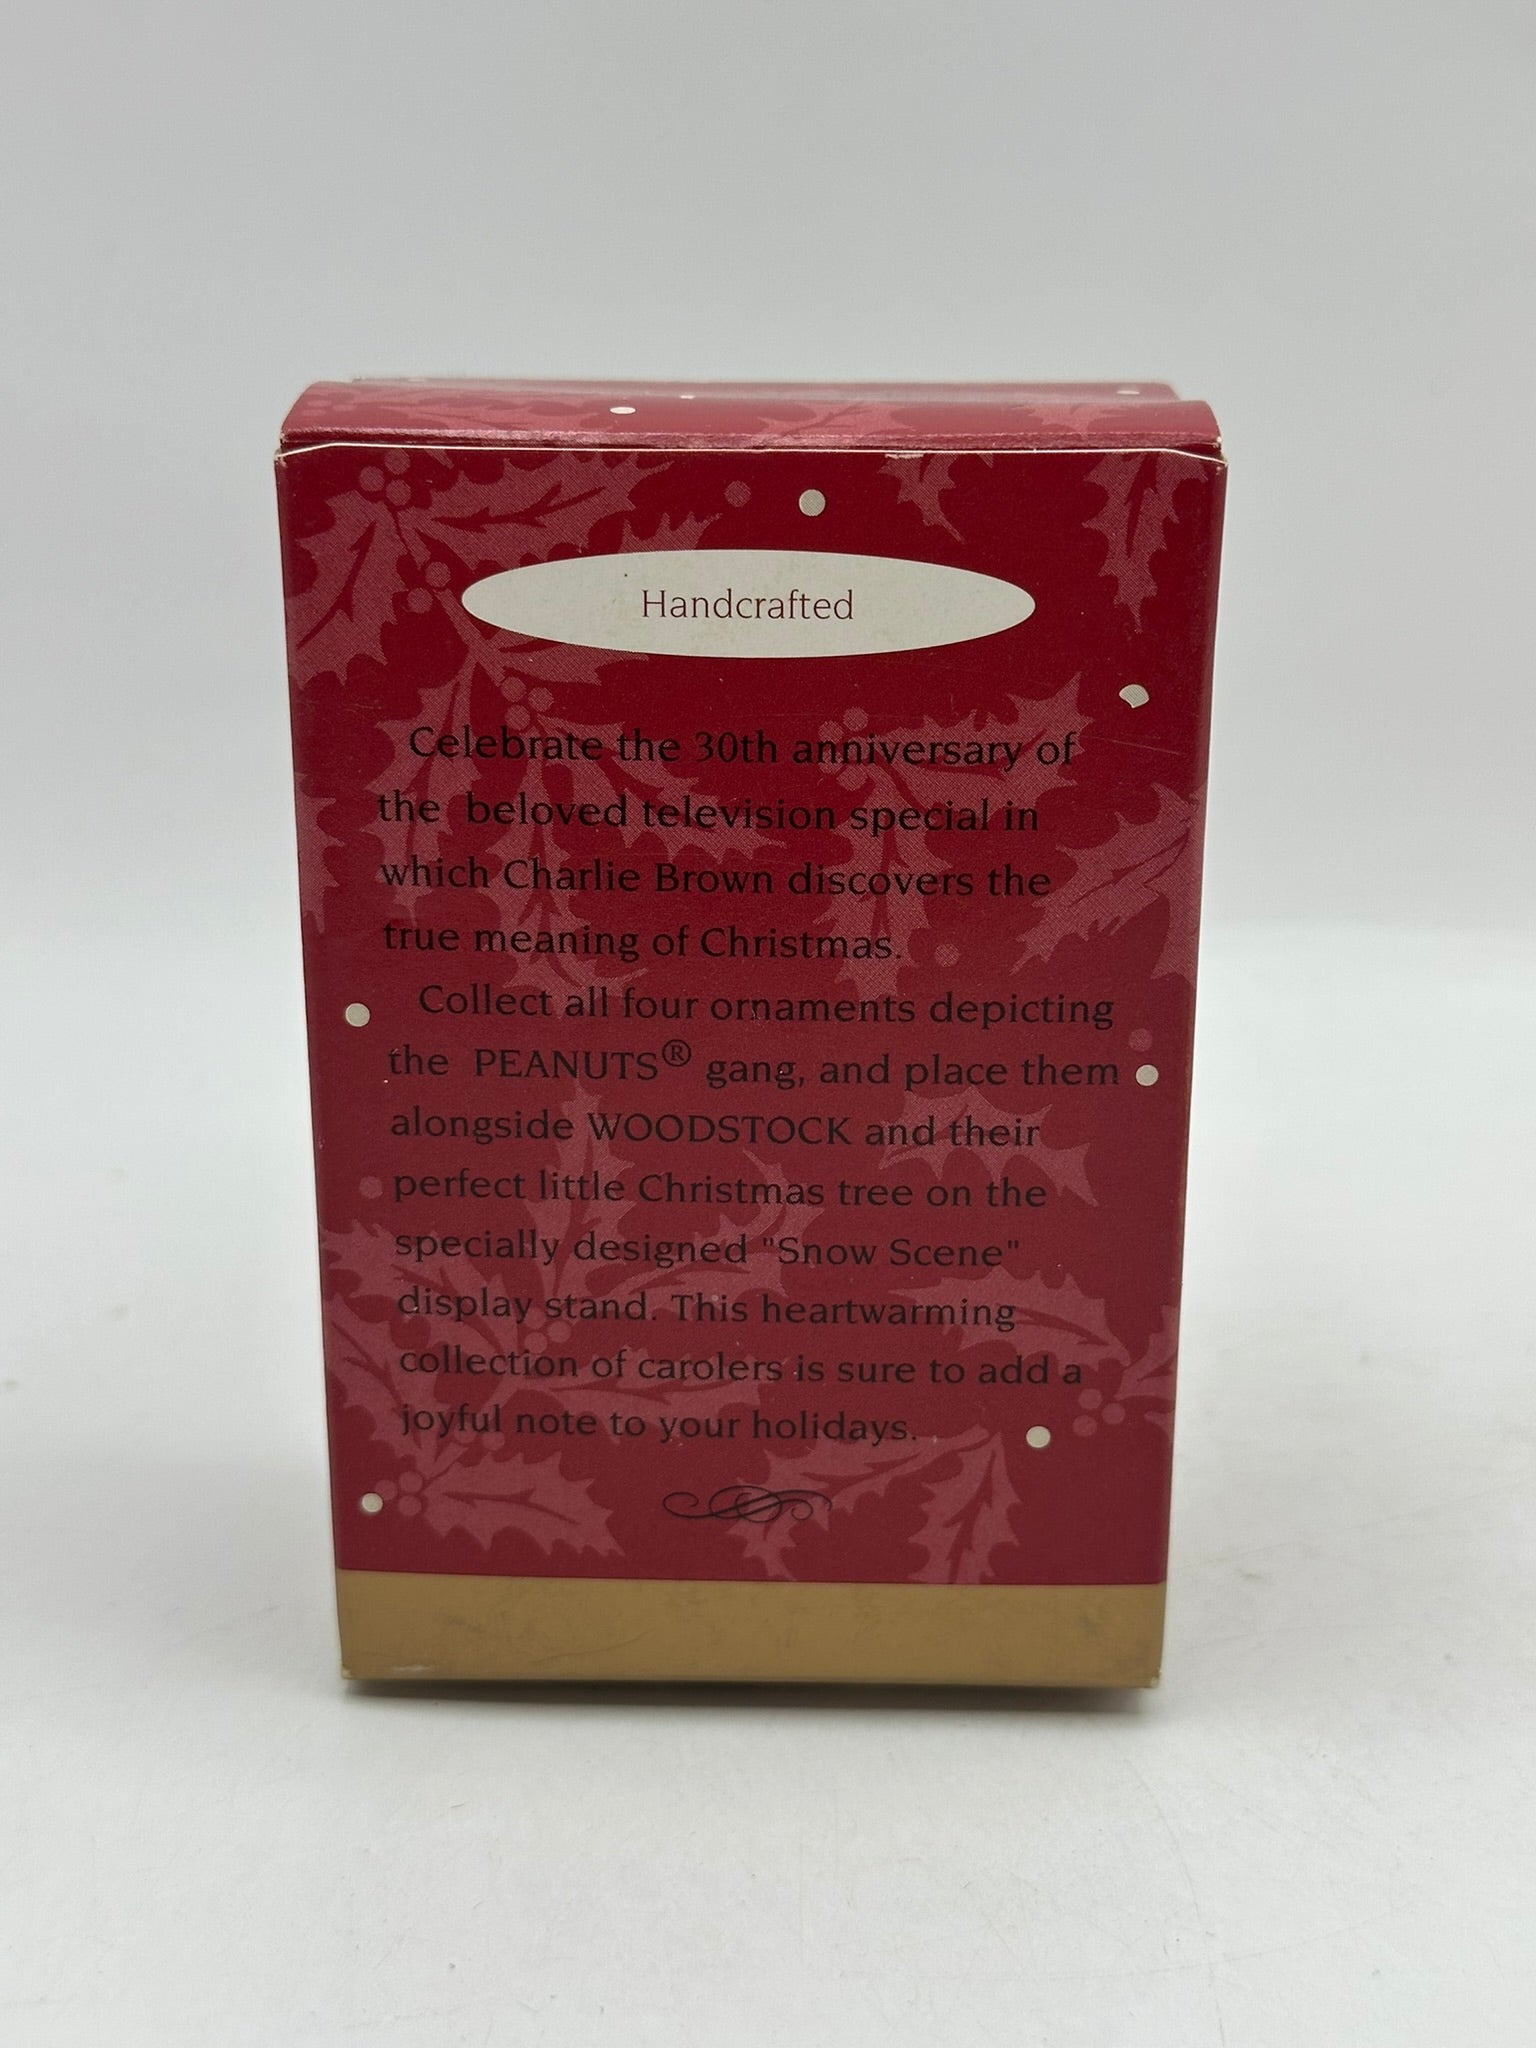 Handcrafted
Celebrate the 30th anniversary of
the beloved television special in
which Charlie Brown discovers the
true meaning of Christmas.
Collect all four ornaments depicting
the PEANUTS® gang, and place them
alongside WOODSTOCK and their
perfect little Christmas tree on the
specially designed "Snow Scene"
display stand. This heartwarming
collection of carolers is sure to add a
joyful note to your holidays.